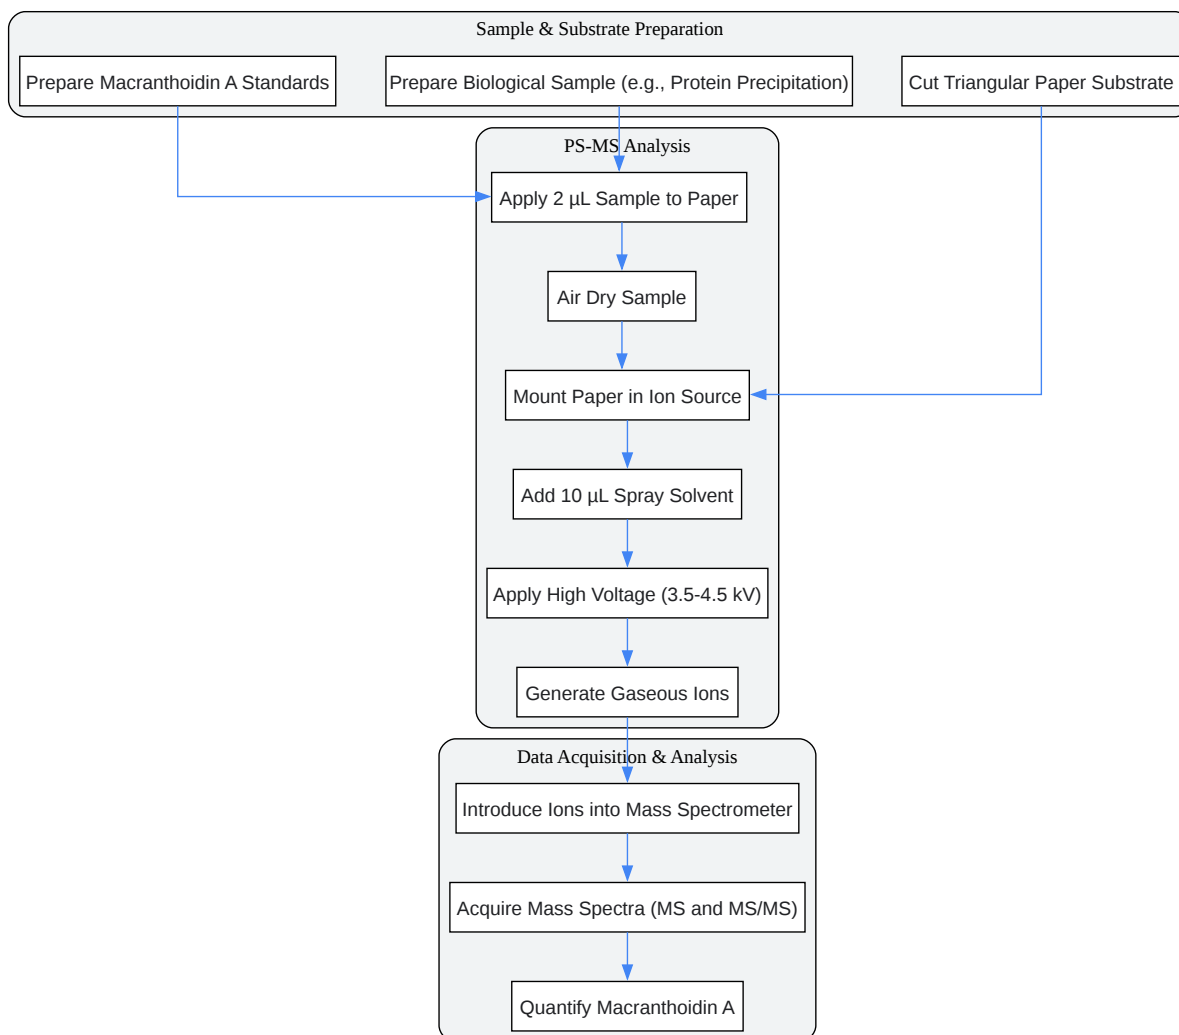 Sample & Substrate Preparation
Prepare Macranthoidin A Standards
Prepare Biological Sample (e.g., Protein Precipitation)
Cut Triangular Paper Substrate
PS-MS Analysis
Apply 2 µL Sample to Paper
Air Dry Sample
Mount Paper in Ion Source
Add 10 µL Spray Solvent
Apply High Voltage (3.5-4.5 kV)
Generate Gaseous Ions
Data Acquisition & Analysis
Introduce Ions into Mass Spectrometer
Acquire Mass Spectra (MS and MS/MS)
Quantify Macranthoidin A